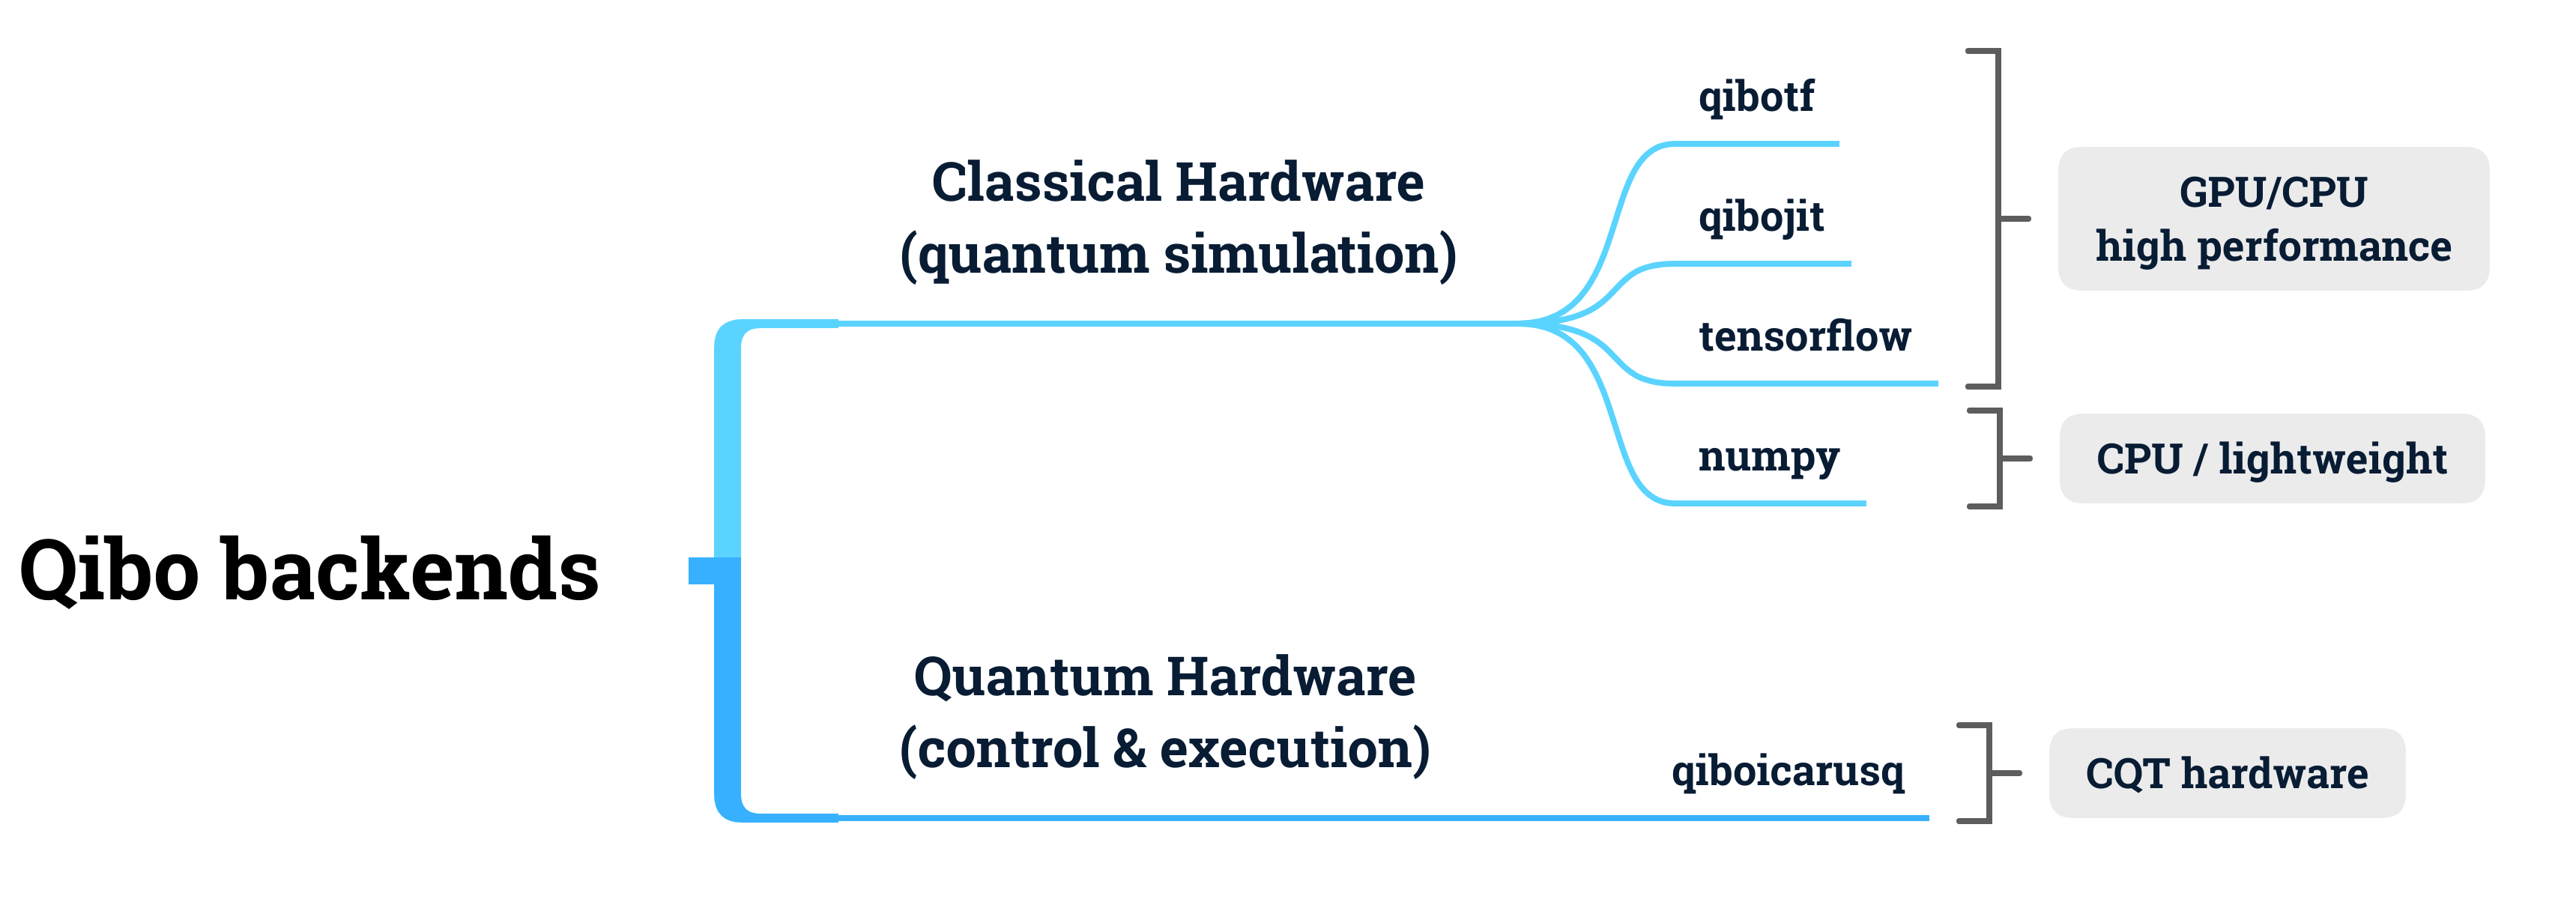 Qibo backends
Classical Hardware
(quantum simulation)
qibotf
qibojit
tensorflow
numpy
GPU/CPU
high performance
CPU / lightweight
Quantum Hardware
(control & execution)
qiboicarusq
CQT hardware